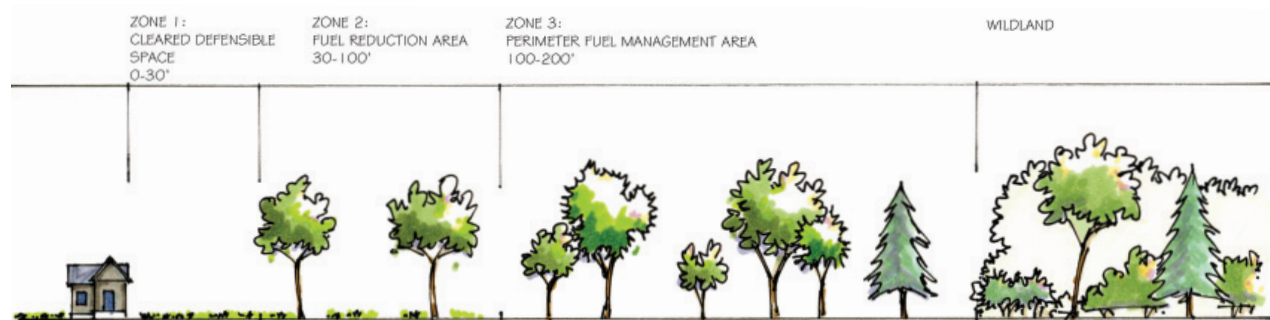 ZONE 1:
CLEARED DEFENSIBLE
SPACE
0-30'
ZONE 2:
FUEL REDUCTION AREA
30-100'
ZONE 3:
PERIMETER FUEL MANAGEMENT AREA
100-200'
WILDLAND